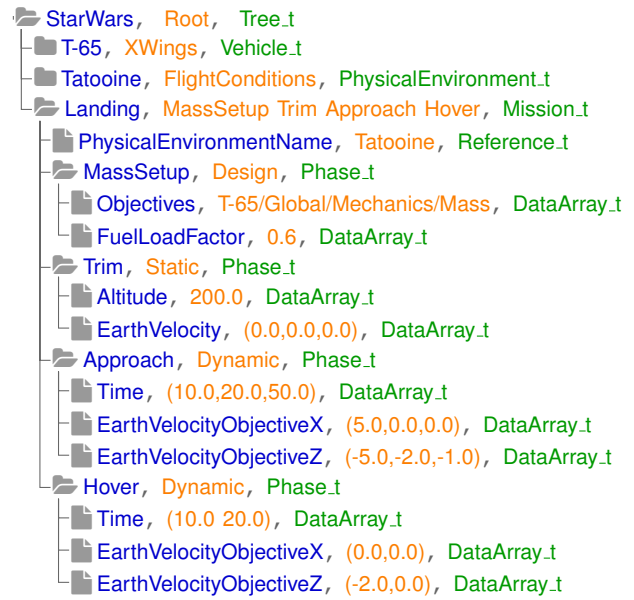 StarWars, Root, Tree_t
T-65, XWings, Vehicle_t
Tatooine, FlightConditions, PhysicalEnvironment_t
Landing, MassSetup Trim Approach Hover, Mission_t
PhysicalEnvironmentName, Tatooine, Reference_t
MassSetup, Design, Phase_t
Objectives, T-65/Global/Mechanics/Mass, DataArray_t
FuelLoadFactor, 0.6, DataArray_t
Trim, Static, Phase_t
Altitude, 200.0, DataArray_t
EarthVelocity, (0.0,0.0,0.0), DataArray_t
Approach, Dynamic, Phase_t
Time, (10.0,20.0,50.0), DataArray_t
EarthVelocityObjectiveX, (5.0,0.0,0.0), DataArray_t
EarthVelocityObjectiveZ, (-5.0,-2.0,-1.0), DataArray_t
Hover, Dynamic, Phase_t
Time, (10.0 20.0), DataArray_t
EarthVelocityObjectiveX, (0.0,0.0), DataArray_t
EarthVelocityObjectiveZ, (-2.0,0.0), DataArray_t